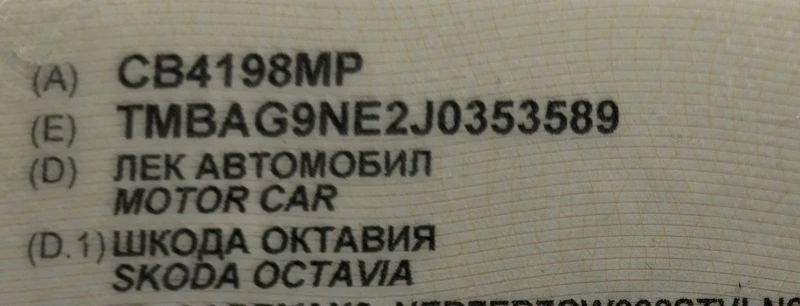 (A) CB4198MP
(E) TMBAG9NE2J0353589
(D) ЛЕК АВТОМОБИЛ
MOTOR CAR
(D.1) ШКОДА ОКТАВИЯ
SKODA OCTAVIA